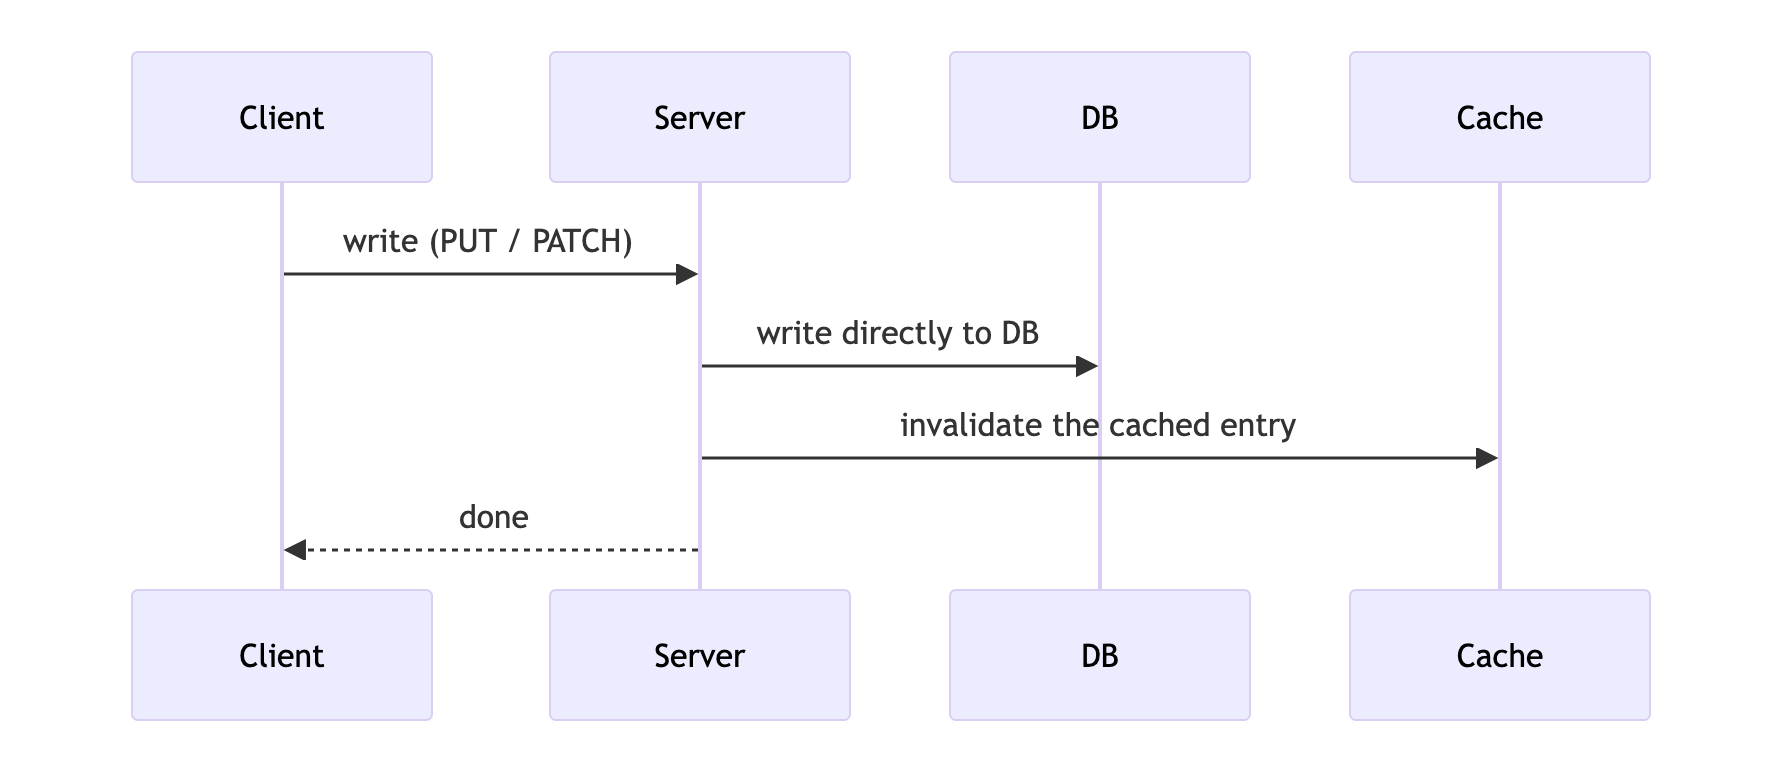 Client
Server
DB
Cache
write (PUT / PATCH)
write directly to DB
invalidate the cached entry
done
Client
Server
DB
Cache